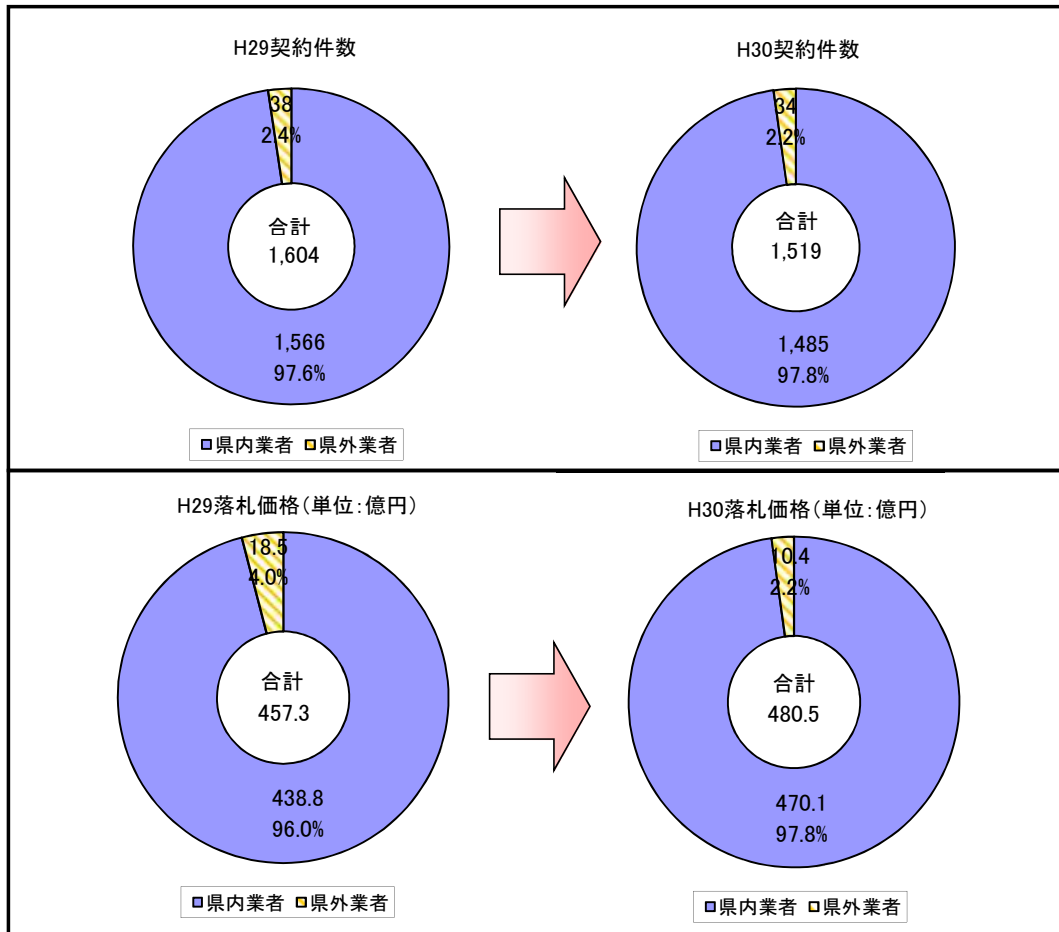 H29契約件数
38
2.4%
合計
1,604
1,566
97.6%
■県内業者 ■県外業者
H30契約件数
34
2.2%
合計
1,519
1,485
97.8%
■県内業者 ■県外業者
H29落札価格(単位:億円)
18.5
4.0%
合計
457.3
438.8
96.0%
■県内業者 ■県外業者
H30落札価格(単位:億円)
10.4
2.2%
合計
480.5
470.1
97.8%
■県内業者 ■県外業者